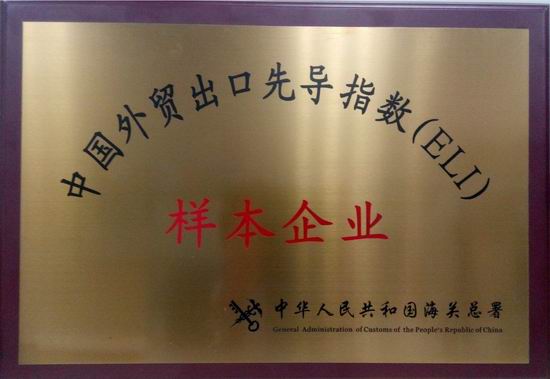 中国外贸出口先导指数(ELI)
样本企业
中华人民共和国海关总署
General Administration of Customs of the People's Republic of China